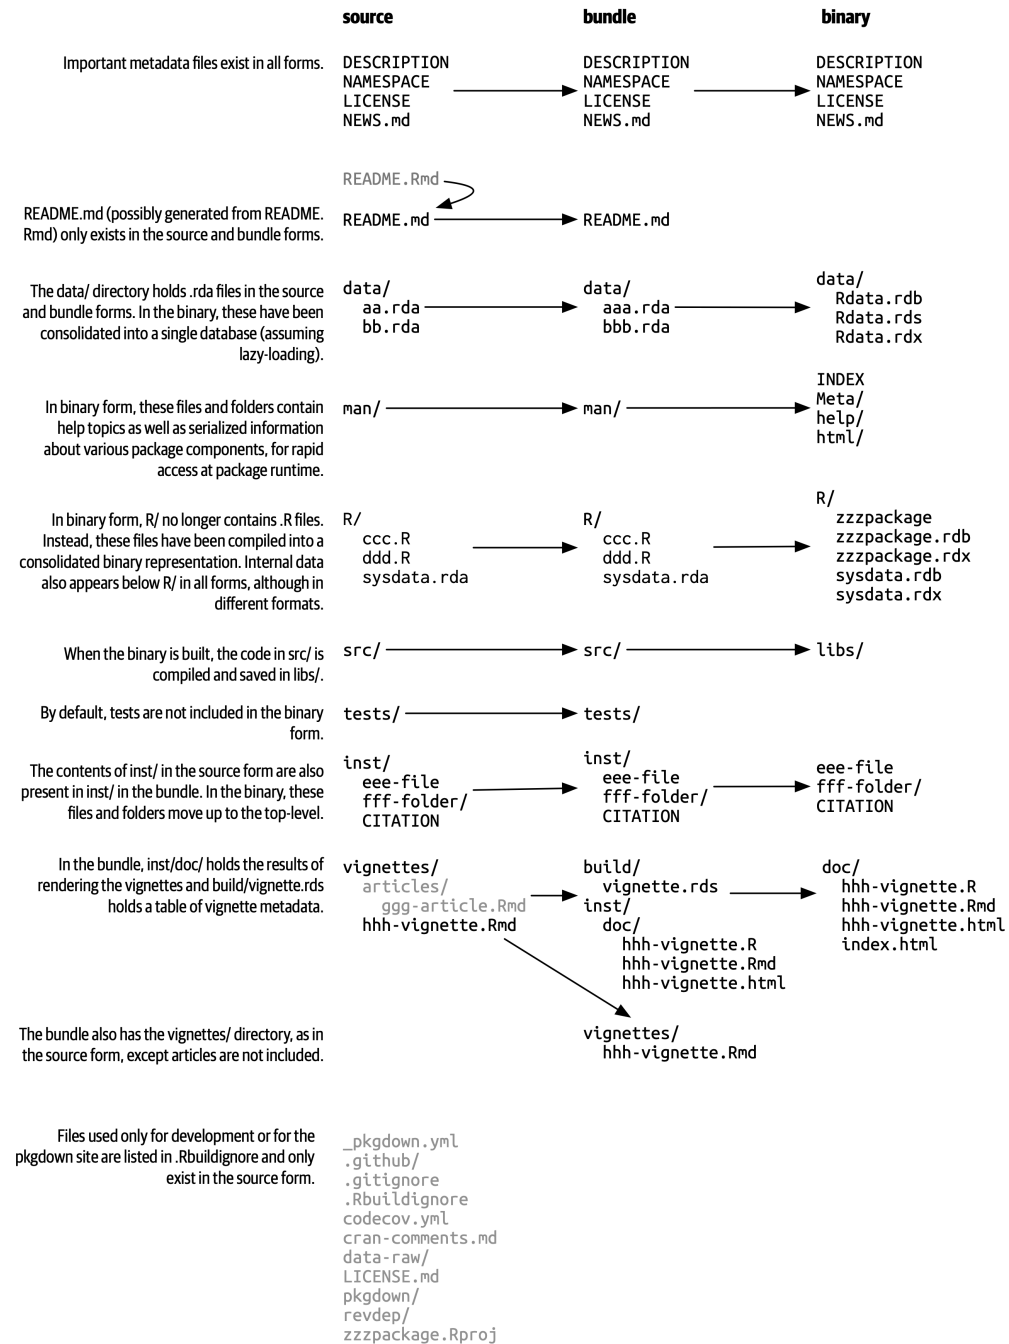 source bundle binary
Important metadata files exist in all forms.
DESCRIPTION DESCRIPTION DESCRIPTION
NAMESPACE NAMESPACE NAMESPACE
LICENSE LICENSE LICENSE
NEWS.md NEWS.md NEWS.md
README.Rmd
README.md (possibly generated from README.
Rmd) only exists in the source and bundle forms.
README.md README.md
The data/ directory holds .rda files in the source
and bundle forms. In the binary, these have been
consolidated into a single database (assuming
lazy-loading).
data/
aa.rda
bb.rda
data/
aaa.rda
bbb.rda
data/
Rdata.rdb
Rdata.rds
Rdata.rdx
In binary form, these files and folders contain
help topics as well as serialized information
about various package components, for rapid
access at package runtime.
man/ man/
INDEX
Meta/
help/
html/
In binary form, R/ no longer contains .R files.
Instead, these files have been compiled into a
consolidated binary representation. Internal data
also appears below R/ in all forms, although in
different formats.
R/
ccc.R
ddd.R
sysdata.rda
R/
ccc.R
ddd.R
sysdata.rda
R/
zzzpackage
zzzpackage.rdb
zzzpackage.rdx
sysdata.rdb
sysdata.rdx
When the binary is built, the code in src/ is
compiled and saved in libs/.
src/ src/ libs/
By default, tests are not included in the binary
form.
tests/ tests/
The contents of inst/ in the source form are also
present in inst/ in the bundle. In the binary, these
files and folders move up to the top-level.
inst/
eee-file
fff-folder/
CITATION
inst/
eee-file
fff-folder/
CITATION
eee-file
fff-folder/
CITATION
In the bundle, inst/doc/ holds the results of
rendering the vignettes and build/vignette.rds
holds a table of vignette metadata.
vignettes/
articles/
ggg-article.Rmd
hhh-vignette.Rmd
build/
vignette.rds
inst/
doc/
hhh-vignette.R
hhh-vignette.Rmd
hhh-vignette.html
doc/
hhh-vignette.R
hhh-vignette.Rmd
hhh-vignette.html
index.html
The bundle also has the vignettes/ directory, as in
the source form, except articles are not included.
vignettes/
hhh-vignette.Rmd
Files used only for development or for the
pkgdown site are listed in .Rbuildignore and only
exist in the source form.
_pkgdown.yml
.github/
.gitignore
.Rbuildignore
codecov.yml
cran-comments.md
data-raw/
LICENSE.md
pkgdown/
revdep/
zzzpackage.Rproj